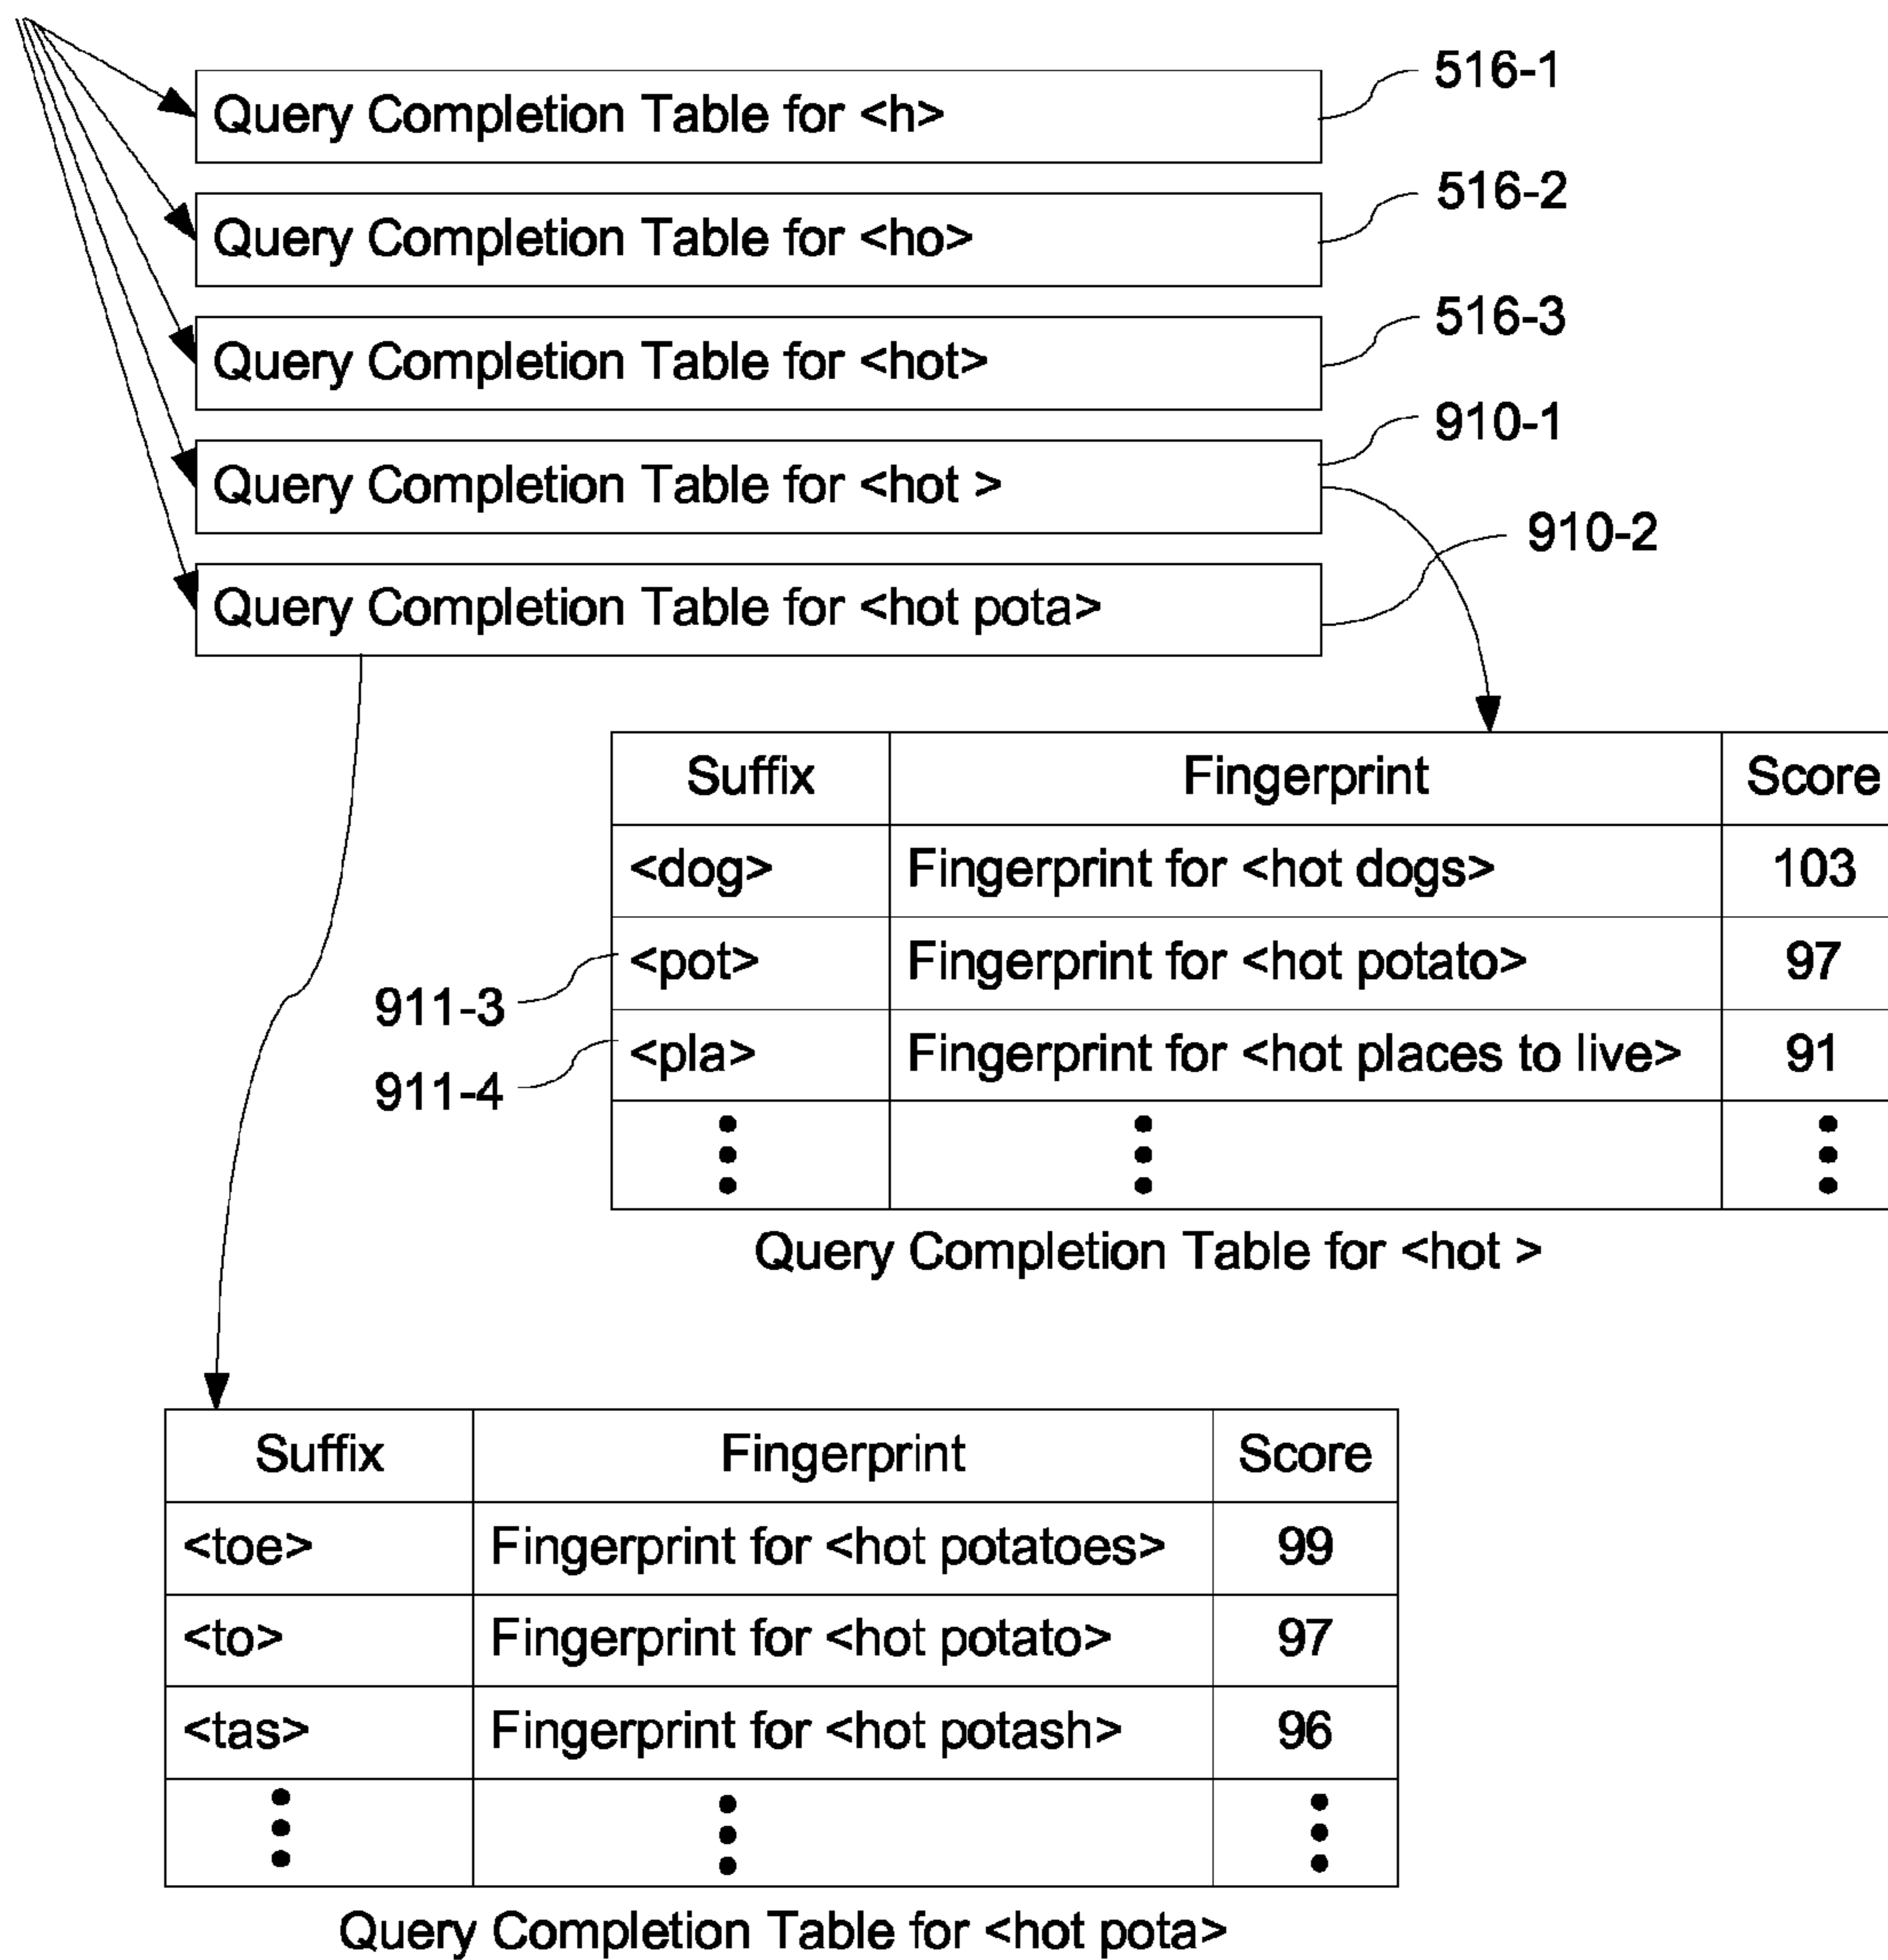 516-1
Query Completion Table for <h>
516-2
Query Completion Table for <ho>
516-3
Query Completion Table for <hot>
910-1
Query Completion Table for <hot >
910-2
Query Completion Table for <hot pota>
Suffix Fingerprint Score
<dog> Fingerprint for <hot dogs> 103
<pot> Fingerprint for <hot potato> 97
911-3
<pla> Fingerprint for <hot places to live> 91
911-4
Query Completion Table for <hot >
Suffix Fingerprint Score
<toe> Fingerprint for <hot potatoes> 99
<to> Fingerprint for <hot potato> 97
<tas> Fingerprint for <hot potash> 96
Query Completion Table for <hot pota>